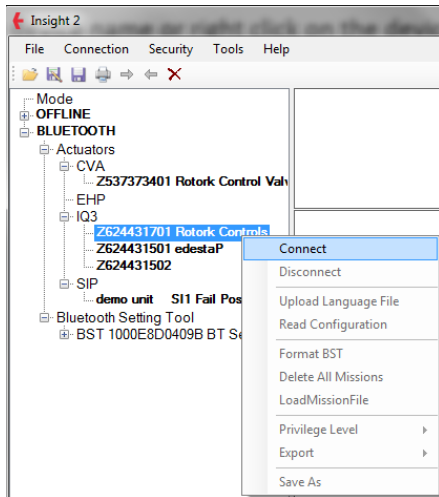 Insight 2
File Connection Security Tools Help
Mode
OFFLINE
BLUETOOTH
Actuators
CVA
Z537373401 Rotork Control Valv
EHP
IQ3
Z624431701 Rotork Controls
Z624431501 edestaP
Z624431502
SIP
demo unit SI1 Fail Pos
Bluetooth Setting Tool
BST 1000E8D0409B BT Se
Connect
Disconnect
Upload Language File
Read Configuration
Format BST
Delete All Missions
LoadMissionFile
Privilege Level
Export
Save As